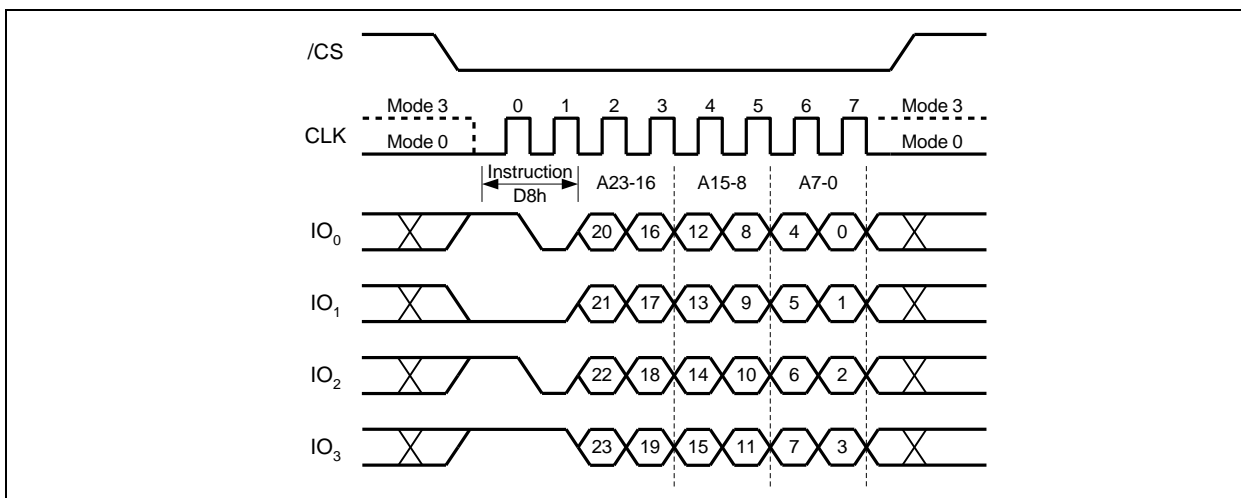 /CS
Mode 3 0 1 2 3 4 5 6 7 Mode 3
CLK
Mode 0 Mode 0
Instruction A23-16 A15-8 A7-0
D8h
IO0 20 16 12 8 4 0
IO1 21 17 13 9 5 1
IO2 22 18 14 10 6 2
IO3 23 19 15 11 7 3